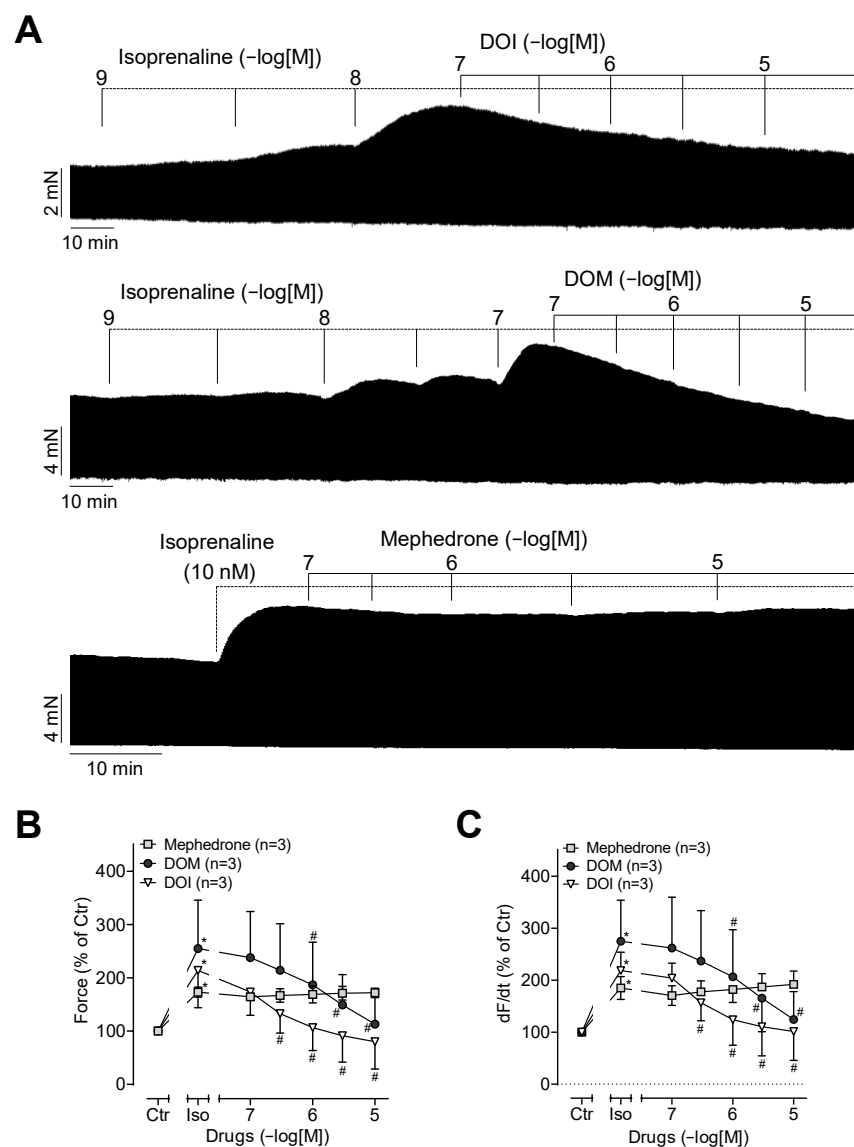 A
DOI (−log[M])
Isoprenaline (−log[M])
9 8 7 6 5
2 mN
10 min
Isoprenaline (−log[M])
DOM (−log[M])
9 8 7 7 6 5
4 mN
10 min
Isoprenaline
(10 nM)
Mephedrone (−log[M])
7 6 5
4 mN
10 min
B
Mephedrone (n=3)
DOM (n=3)
DOI (n=3)
Force (% of Ctr)
400
300
200
100
0
* * *
# # # # # # #
Ctr Iso 7 6 5
Drugs (−log[M])
C
Mephedrone (n=3)
DOM (n=3)
DOI (n=3)
dF/dt (% of Ctr)
400
300
200
100
0
* * *
# # # # # # #
Ctr Iso 7 6 5
Drugs (−log[M])